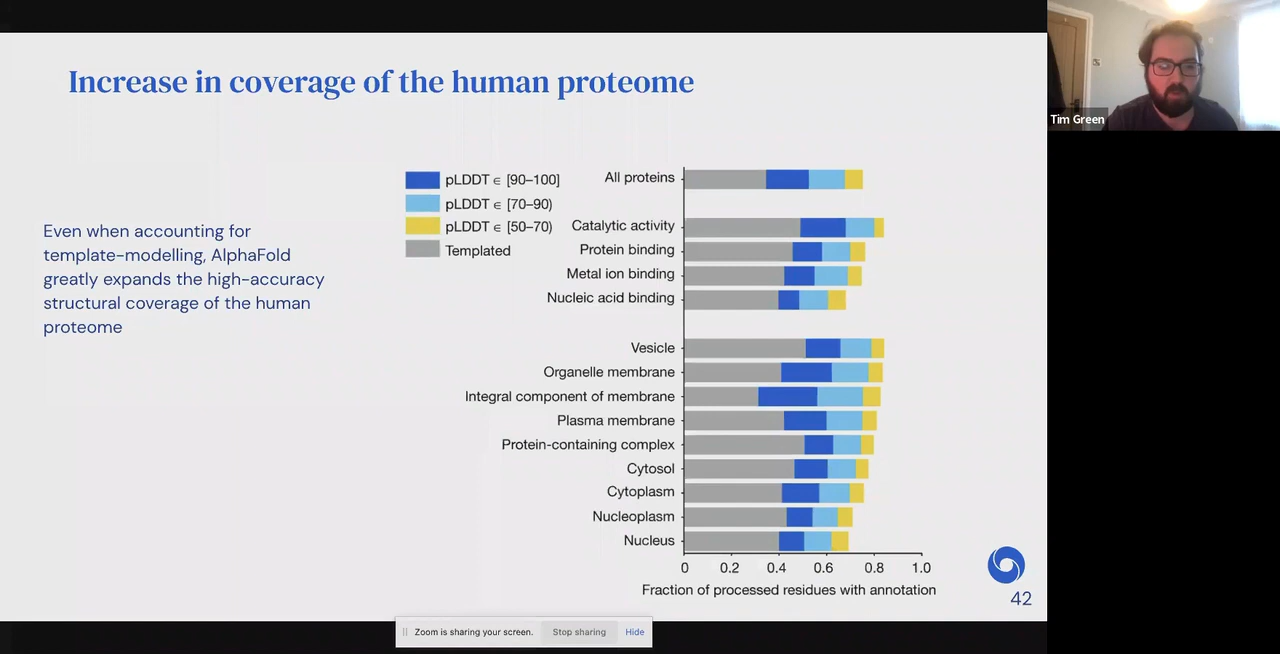 Increase in coverage of the human proteome
Tim Green
Even when accounting for
template-modelling, AlphaFold
greatly expands the high-accuracy
structural coverage of the human
proteome
pLDDT ∈ [90–100]
pLDDT ∈ [70–90)
pLDDT ∈ [50–70)
Templated
All proteins
Catalytic activity
Protein binding
Metal ion binding
Nucleic acid binding
Vesicle
Organelle membrane
Integral component of membrane
Plasma membrane
Protein-containing complex
Cytosol
Cytoplasm
Nucleoplasm
Nucleus
0 0.2 0.4 0.6 0.8 1.0
Fraction of processed residues with annotation
42
Zoom is sharing your screen. Stop sharing Hide